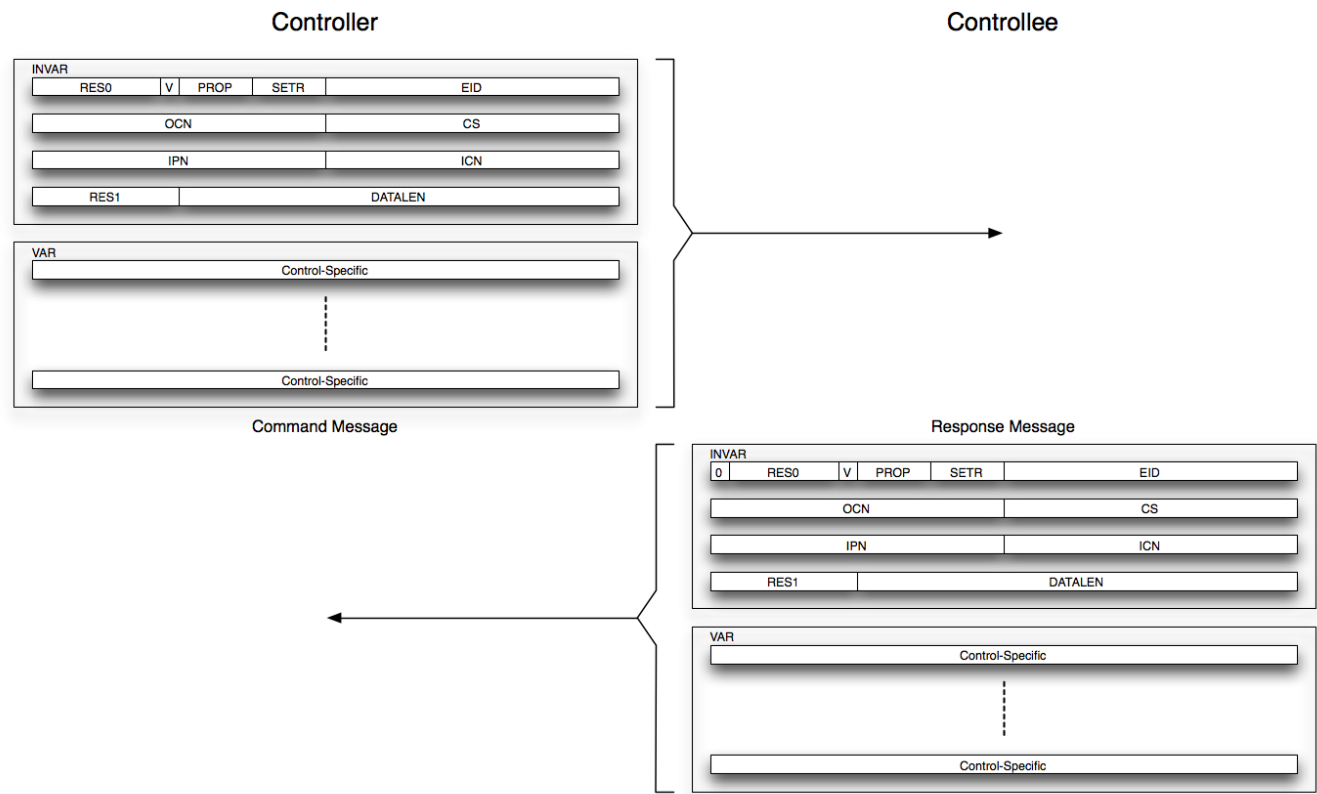 Controller Controllee
INVAR
RES0 V PROP SETR EID
OCN CS
IPN ICN
RES1 DATALEN
VAR
Control-Specific
Control-Specific
Command Message
Response Message
INVAR
0 RES0 V PROP SETR EID
OCN CS
IPN ICN
RES1 DATALEN
VAR
Control-Specific
Control-Specific